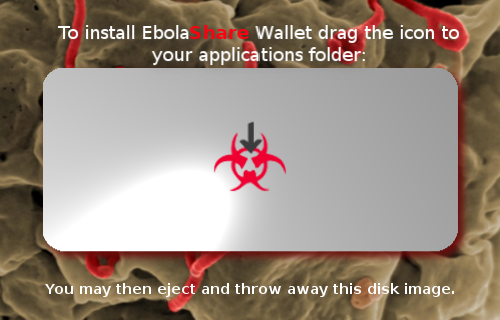 To install EbolaShare Wallet drag the icon to
your applications folder:
You may then eject and throw away this disk image.